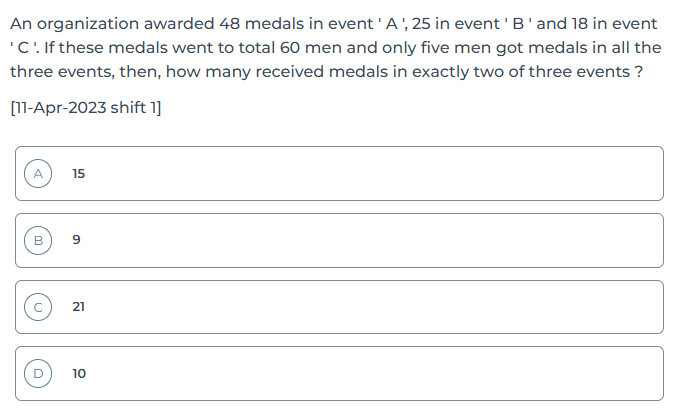 An organization awarded 48 medals in event ' A ', 25 in event ' B ' and 18 in event
' C '. If these medals went to total 60 men and only five men got medals in all the
three events, then, how many received medals in exactly two of three events ?
[11-Apr-2023 shift 1]
A 15
B 9
C 21
D 10